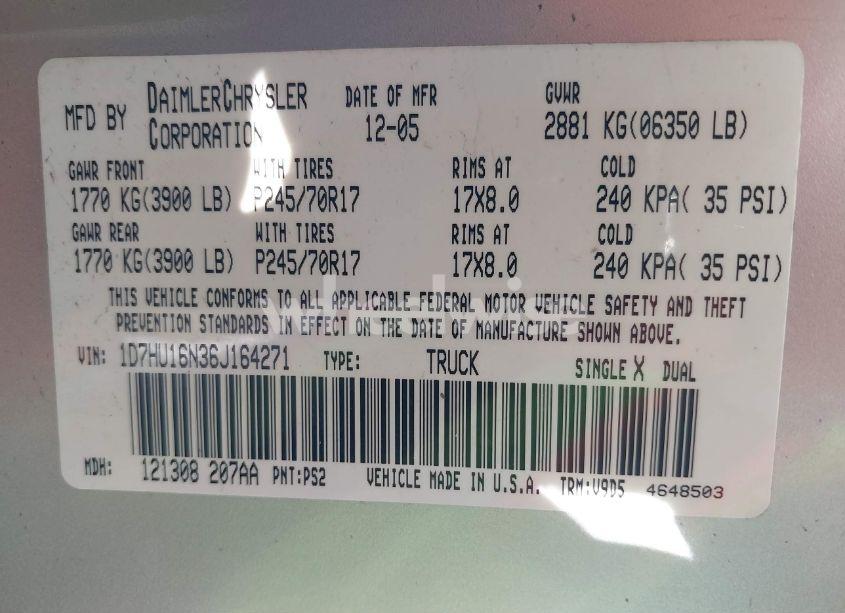 MFD BY DAIMLERCHRYSLER CORPORATION DATE OF MFR 12-05 GVWR 2881 KG(06350 LB)
GAWR FRONT WITH TIRES RIMS AT COLD
1770 KG(3900 LB) P245/70R17 17X8.0 240 KPA( 35 PSI)
GAWR REAR WITH TIRES RIMS AT COLD
1770 KG(3900 LB) P245/70R17 17X8.0 240 KPA( 35 PSI)
THIS VEHICLE CONFORMS TO ALL APPLICABLE FEDERAL MOTOR VEHICLE SAFETY AND THEFT
PREVENTION STANDARDS IN EFFECT ON THE DATE OF MANUFACTURE SHOWN ABOVE.
VIN: 1D7HU16N36J164271 TYPE: TRUCK SINGLE X DUAL
MDH: 121308 207AA PNT:PS2 VEHICLE MADE IN U.S.A. TRM:V9D5 4648503